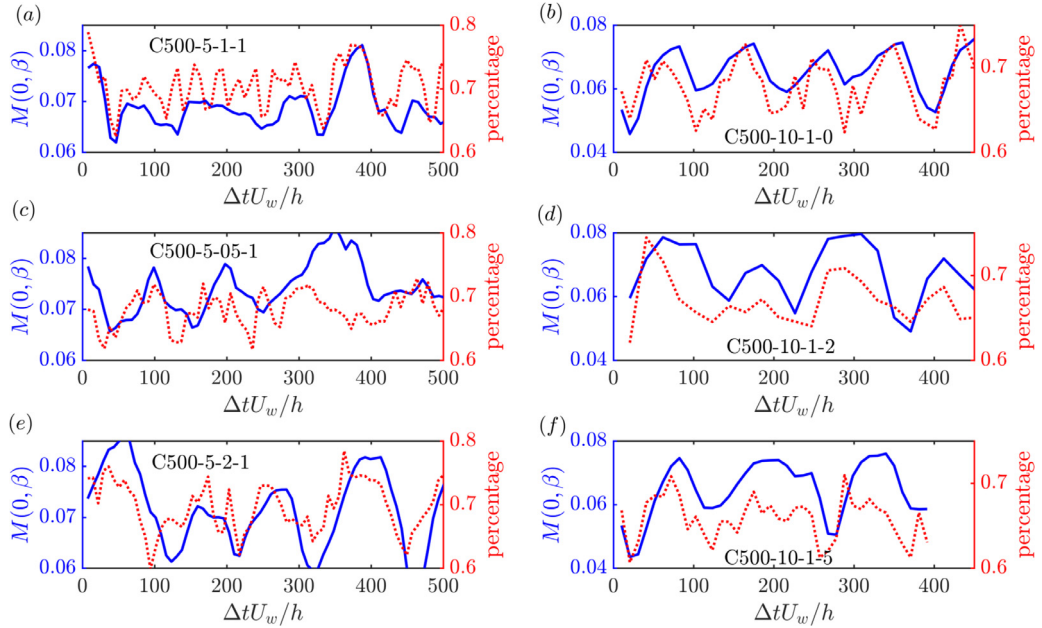 (a)
C500-5-1-1
M(0, β)
0.08
0.07
0.06
0.8
0.7
0.6
percentage
0 100 200 300 400 500
ΔtU_w/h
(b)
C500-10-1-0
M(0, β)
0.08
0.06
0.04
0.7
0.6
percentage
0 100 200 300 400
ΔtU_w/h
(c)
C500-5-05-1
M(0, β)
0.08
0.07
0.06
0.8
0.7
0.6
percentage
0 100 200 300 400 500
ΔtU_w/h
(d)
C500-10-1-2
M(0, β)
0.08
0.06
0.04
0.7
0.6
percentage
0 100 200 300 400
ΔtU_w/h
(e)
C500-5-2-1
M(0, β)
0.08
0.07
0.06
0.8
0.7
0.6
percentage
0 100 200 300 400 500
ΔtU_w/h
(f)
C500-10-1-5
M(0, β)
0.08
0.06
0.04
0.7
0.6
percentage
0 100 200 300 400
ΔtU_w/h